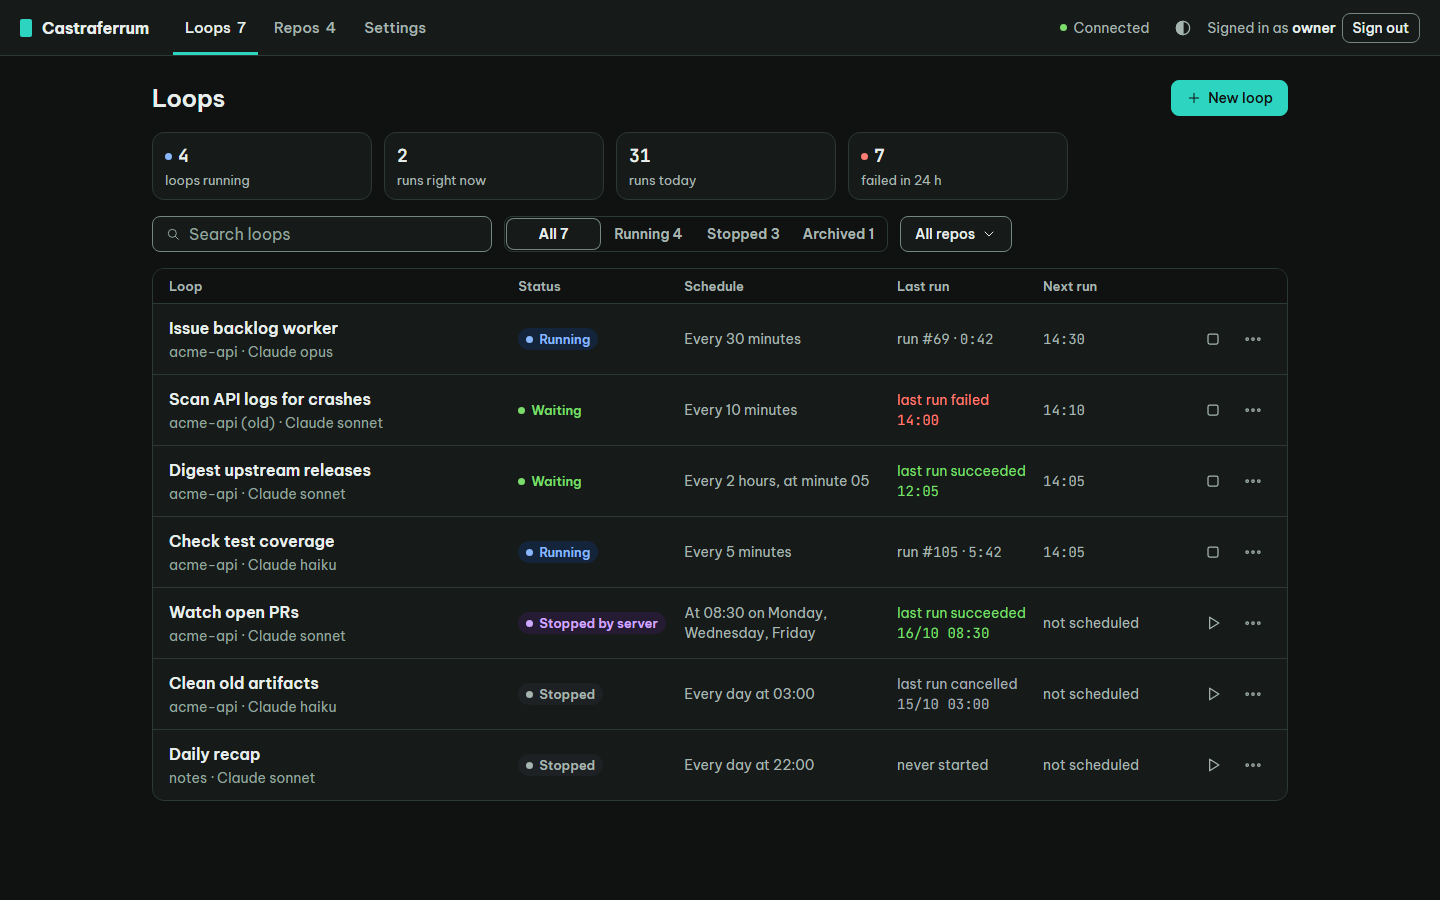 Castraferrum Loops 7 Repos 4 Settings Connected Signed in as owner Sign out
Loops
New loop
4
loops running
2
runs right now
31
runs today
7
failed in 24 h
Search loops
All 7 Running 4 Stopped 3 Archived 1 All repos
Loop Status Schedule Last run Next run
Issue backlog worker
acme-api · Claude opus
Running
Every 30 minutes
run #69 · 0:42
14:30
Scan API logs for crashes
acme-api (old) · Claude sonnet
Waiting
Every 10 minutes
last run failed
14:00
14:10
Digest upstream releases
acme-api · Claude sonnet
Waiting
Every 2 hours, at minute 05
last run succeeded
12:05
14:05
Check test coverage
acme-api · Claude haiku
Running
Every 5 minutes
run #105 · 5:42
14:05
Watch open PRs
acme-api · Claude sonnet
Stopped by server
At 08:30 on Monday,
Wednesday, Friday
last run succeeded
16/10 08:30
not scheduled
Clean old artifacts
acme-api · Claude haiku
Stopped
Every day at 03:00
last run cancelled
15/10 03:00
not scheduled
Daily recap
notes · Claude sonnet
Stopped
Every day at 22:00
never started
not scheduled